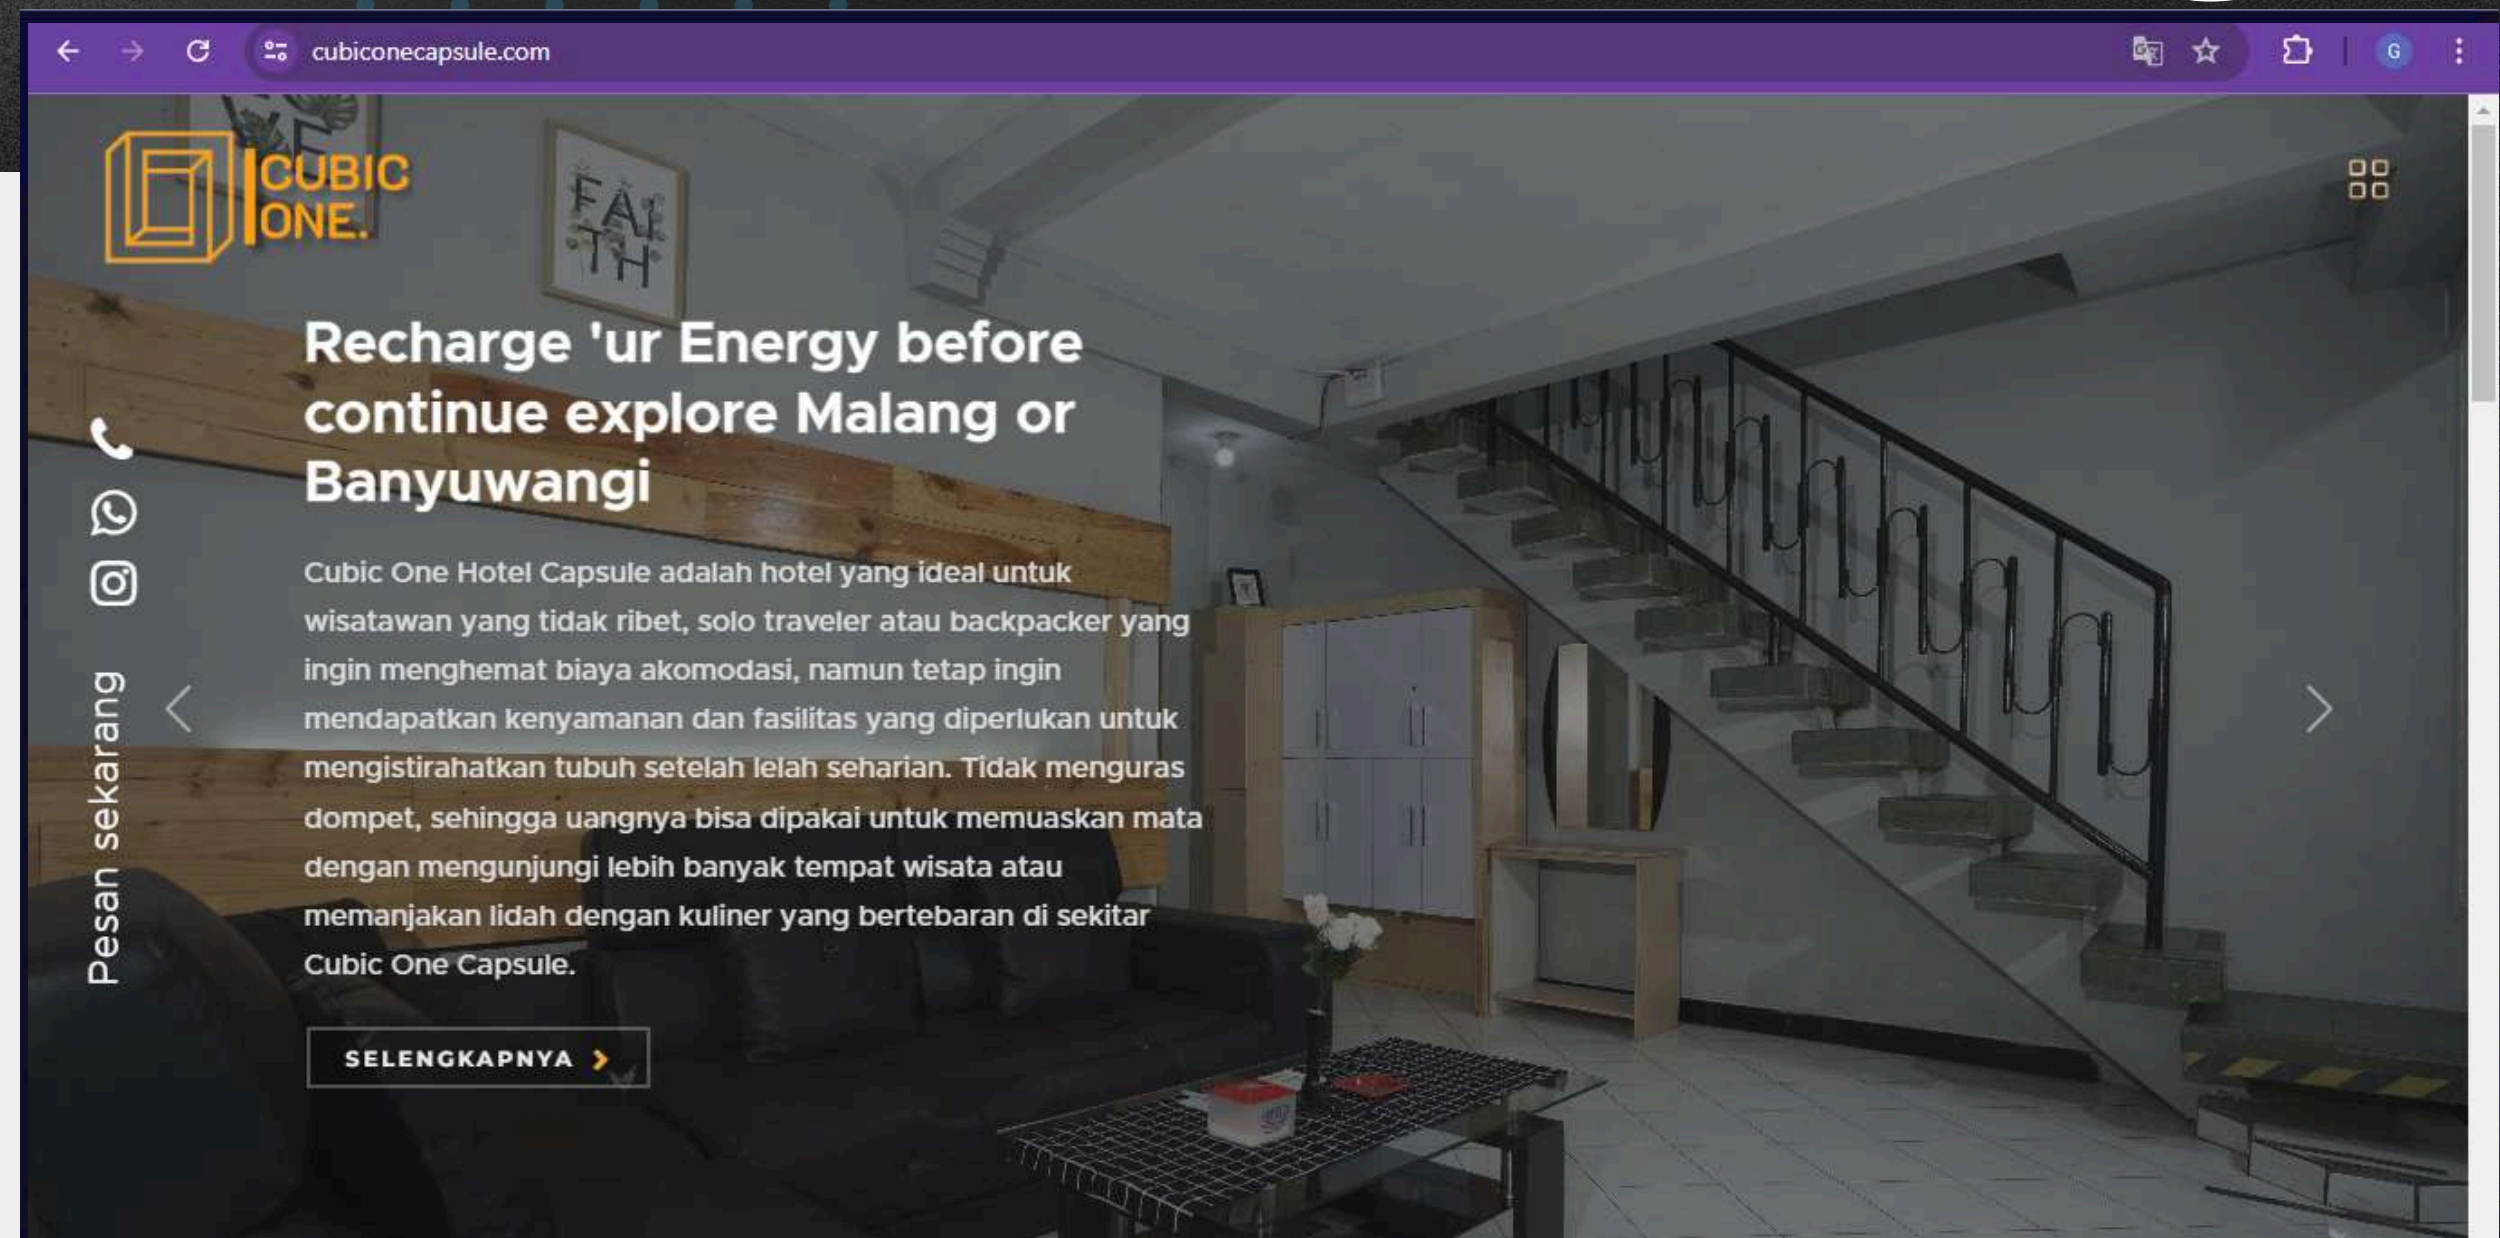 cubiconecapsule.com
G
CUBIC
ONE.
FAI
TH
Recharge 'ur Energy before
continue explore Malang or
Banyuwangi
Cubic One Hotel Capsule adalah hotel yang ideal untuk
wisatawan yang tidak ribet, solo traveler atau backpacker yang
ingin menghemat biaya akomodasi, namun tetap ingin
mendapatkan kenyamanan dan fasilitas yang diperlukan untuk
mengistirahatkan tubuh setelah lelah seharian. Tidak menguras
dompet, sehingga uangnya bisa dipakai untuk memuaskan mata
dengan mengunjungi lebih banyak tempat wisata atau
memanjakan lidah dengan kuliner yang bertebaran di sekitar
Cubic One Capsule.
Pesan sekarang
SELENGKAPNYA